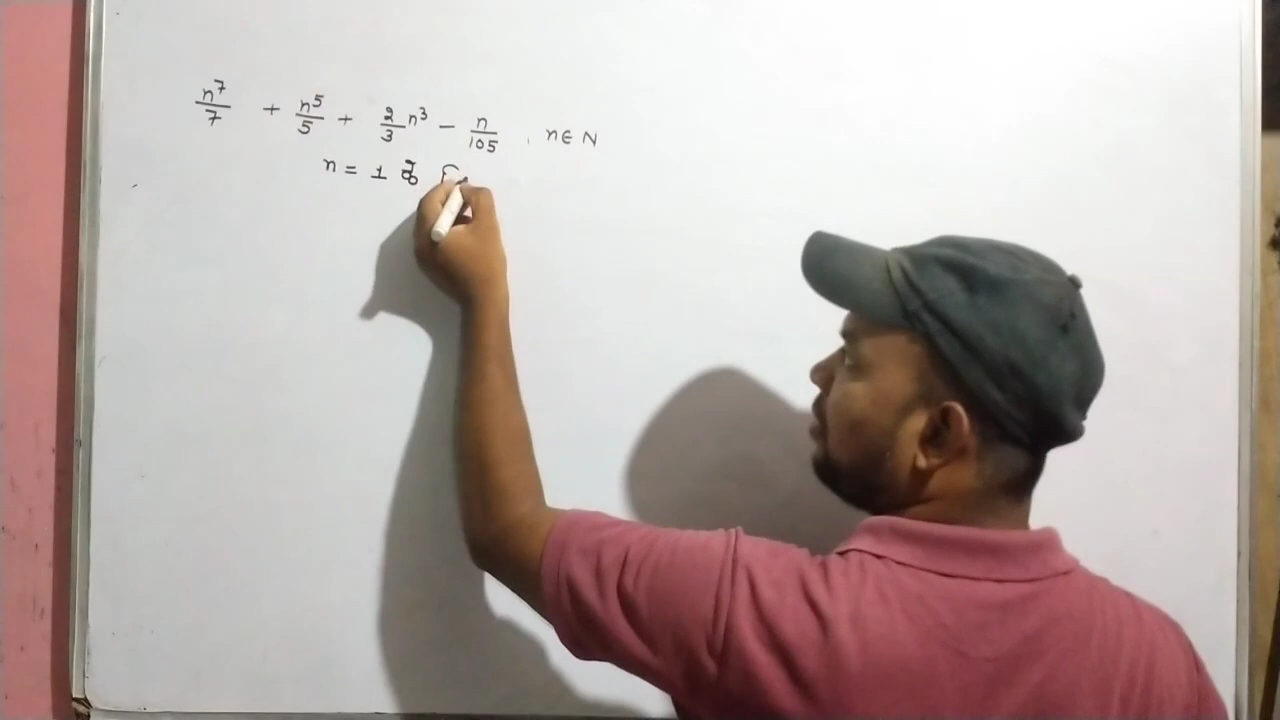 n⁷/7 + n⁵/5 + 2/3 n³ − n/105 , n ∈ N
n = 1 के